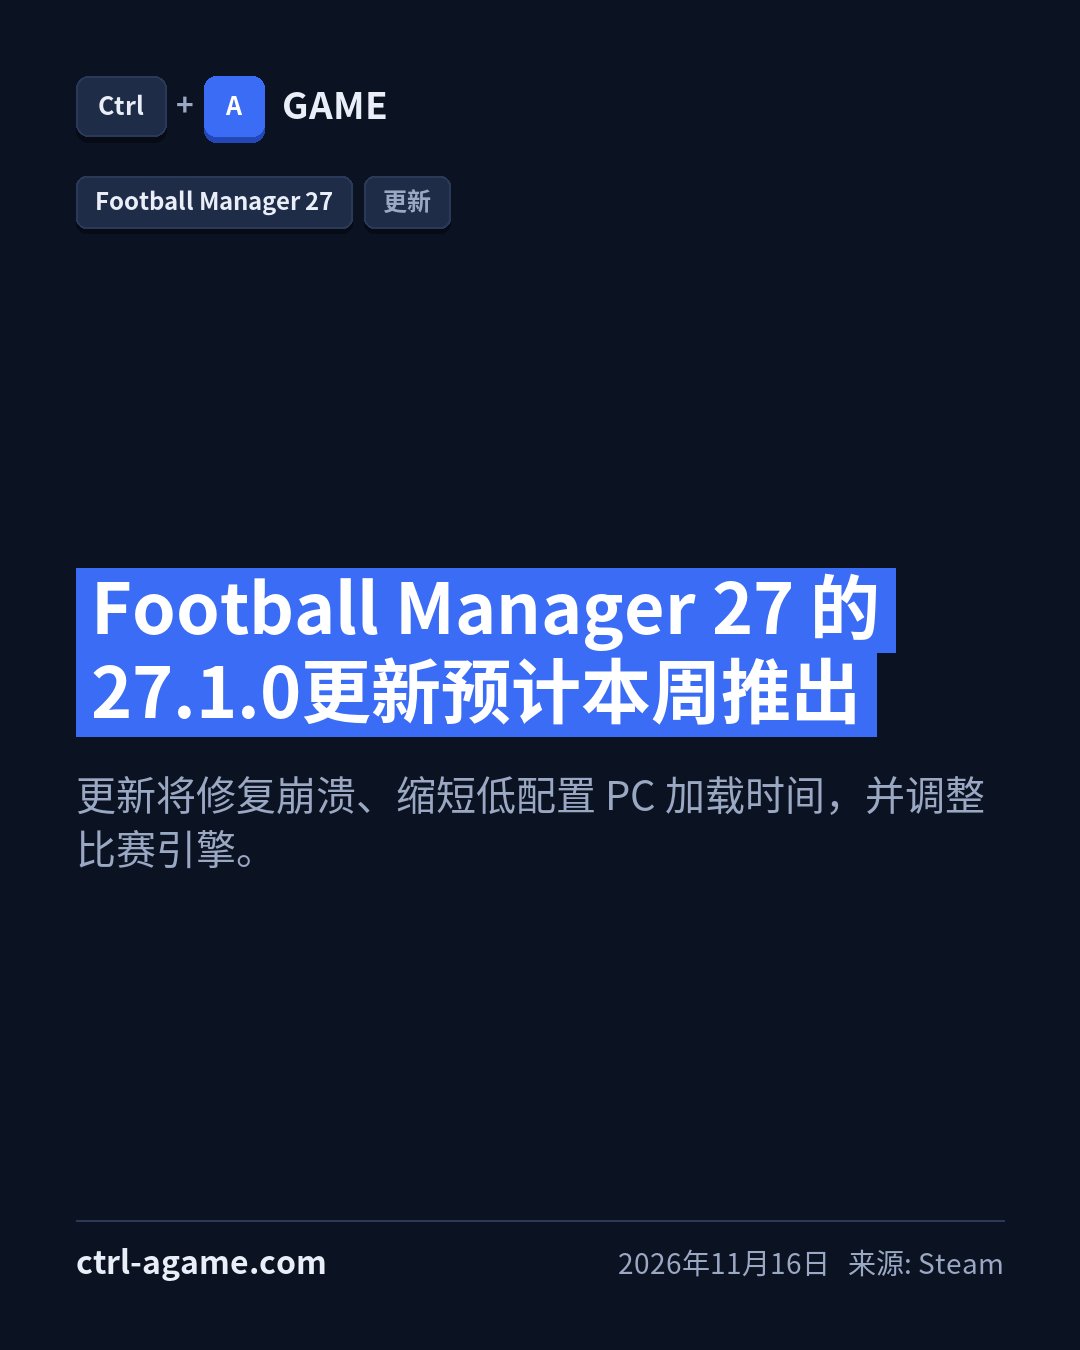 Ctrl + A GAME
Football Manager 27 更新
Football Manager 27 的
27.1.0更新预计本周推出
更新将修复崩溃、缩短低配置 PC 加载时间，并调整
比赛引擎。
ctrl-agame.com 2026年11月16日 来源: Steam